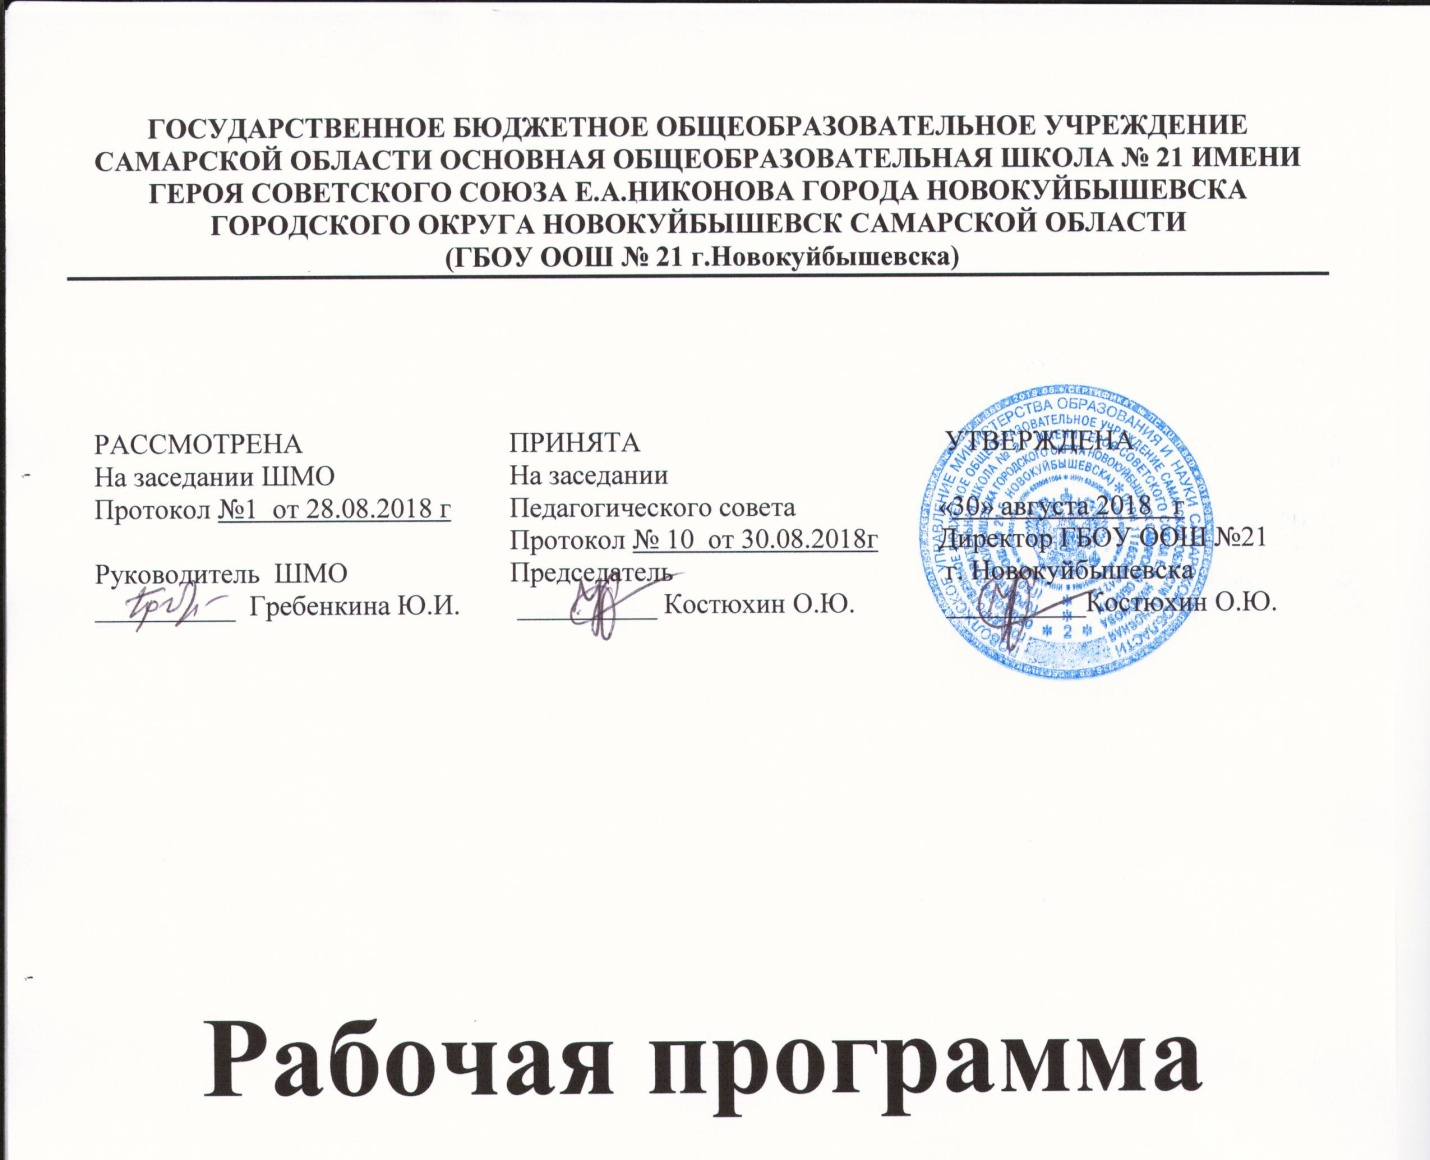 ГОСУДАРСТВЕННОЕ БЮДЖЕТНОЕ ОБЩЕОБРАЗОВАТЕЛЬНОЕ УЧРЕЖДЕНИЕ
САМАРСКОЙ ОБЛАСТИ ОСНОВНАЯ ОБЩЕОБРАЗОВАТЕЛЬНАЯ ШКОЛА № 21 ИМЕНИ
ГЕРОЯ СОВЕТСКОГО СОЮЗА Е.А.НИКОНОВА ГОРОДА НОВОКУЙБЫШЕВСКА
ГОРОДСКОГО ОКРУГА НОВОКУЙБЫШЕВСК САМАРСКОЙ ОБЛАСТИ
(ГБОУ ООШ № 21 г.Новокуйбышевска)
РАССМОТРЕНА
На заседании ШМО
Протокол №1 от 28.08.2018 г
Руководитель ШМО
Гребенкина Ю.И.
ПРИНЯТА
На заседании
Педагогического совета
Протокол № 10 от 30.08.2018г
Председатель
Костюхин О.Ю.
УТВЕРЖДЕНА
«30» августа 2018 г
Директор ГБОУ ООШ №21
г. Новокуйбышевска
Костюхин О.Ю.
Рабочая программа